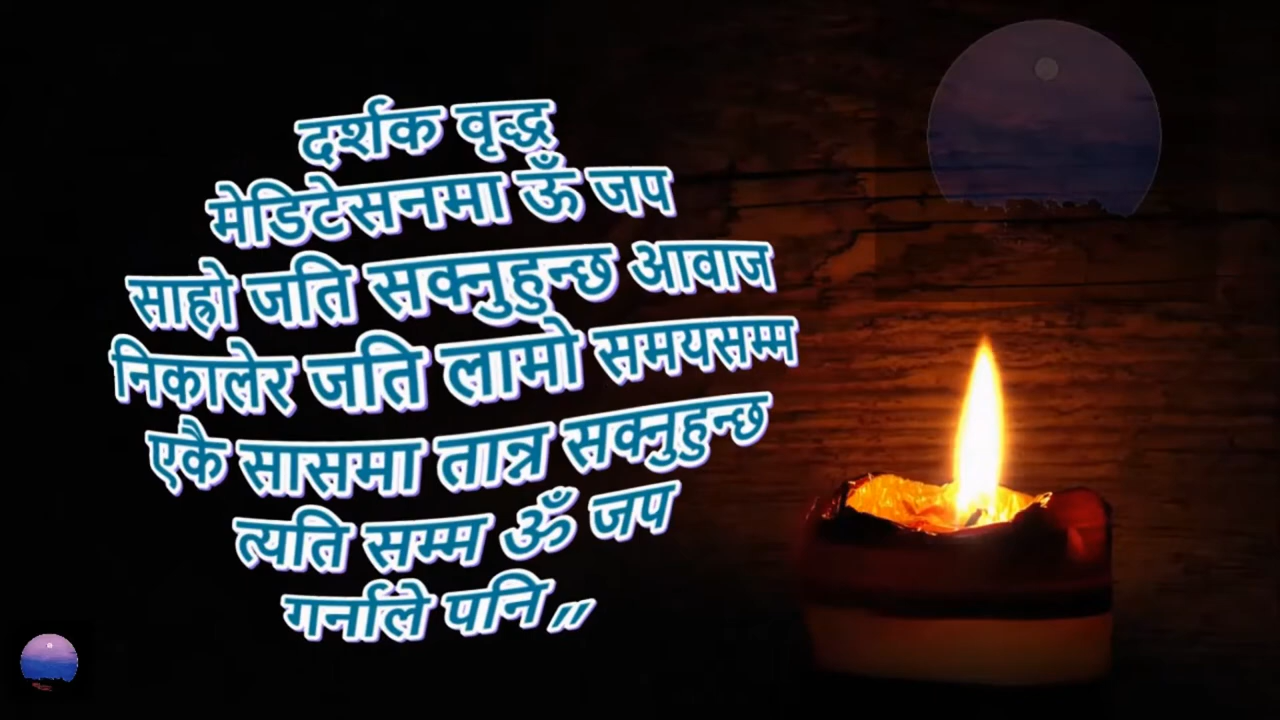 दर्शक वृद्ध
मेडिटेसनमा ऊँ जप
साह्रो जति सक्नुहुन्छ आवाज
निकालेर जति लामो समयसम्म
एकै सासमा तान्न सक्नुहुन्छ
त्यति सम्म ॐ जप
गर्नाले पनि ,,